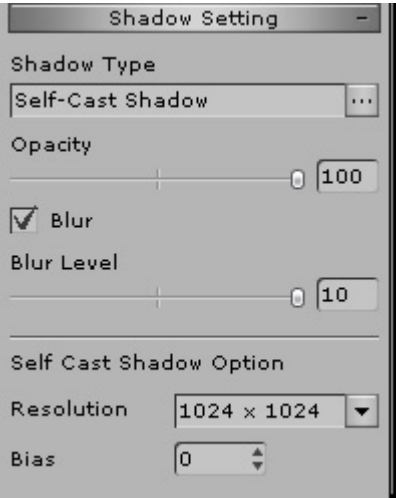 Shadow Setting
Shadow Type
Self-Cast Shadow ...
Opacity
100
Blur
Blur Level
10
Self Cast Shadow Option
Resolution 1024 x 1024
Bias 0